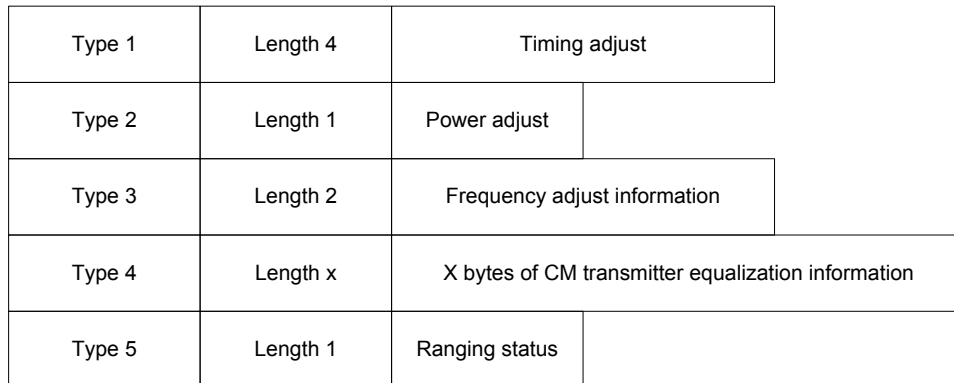 Type 1 Length 4 Timing adjust
Type 2 Length 1 Power adjust
Type 3 Length 2 Frequency adjust information
Type 4 Length x X bytes of CM transmitter equalization information
Type 5 Length 1 Ranging status